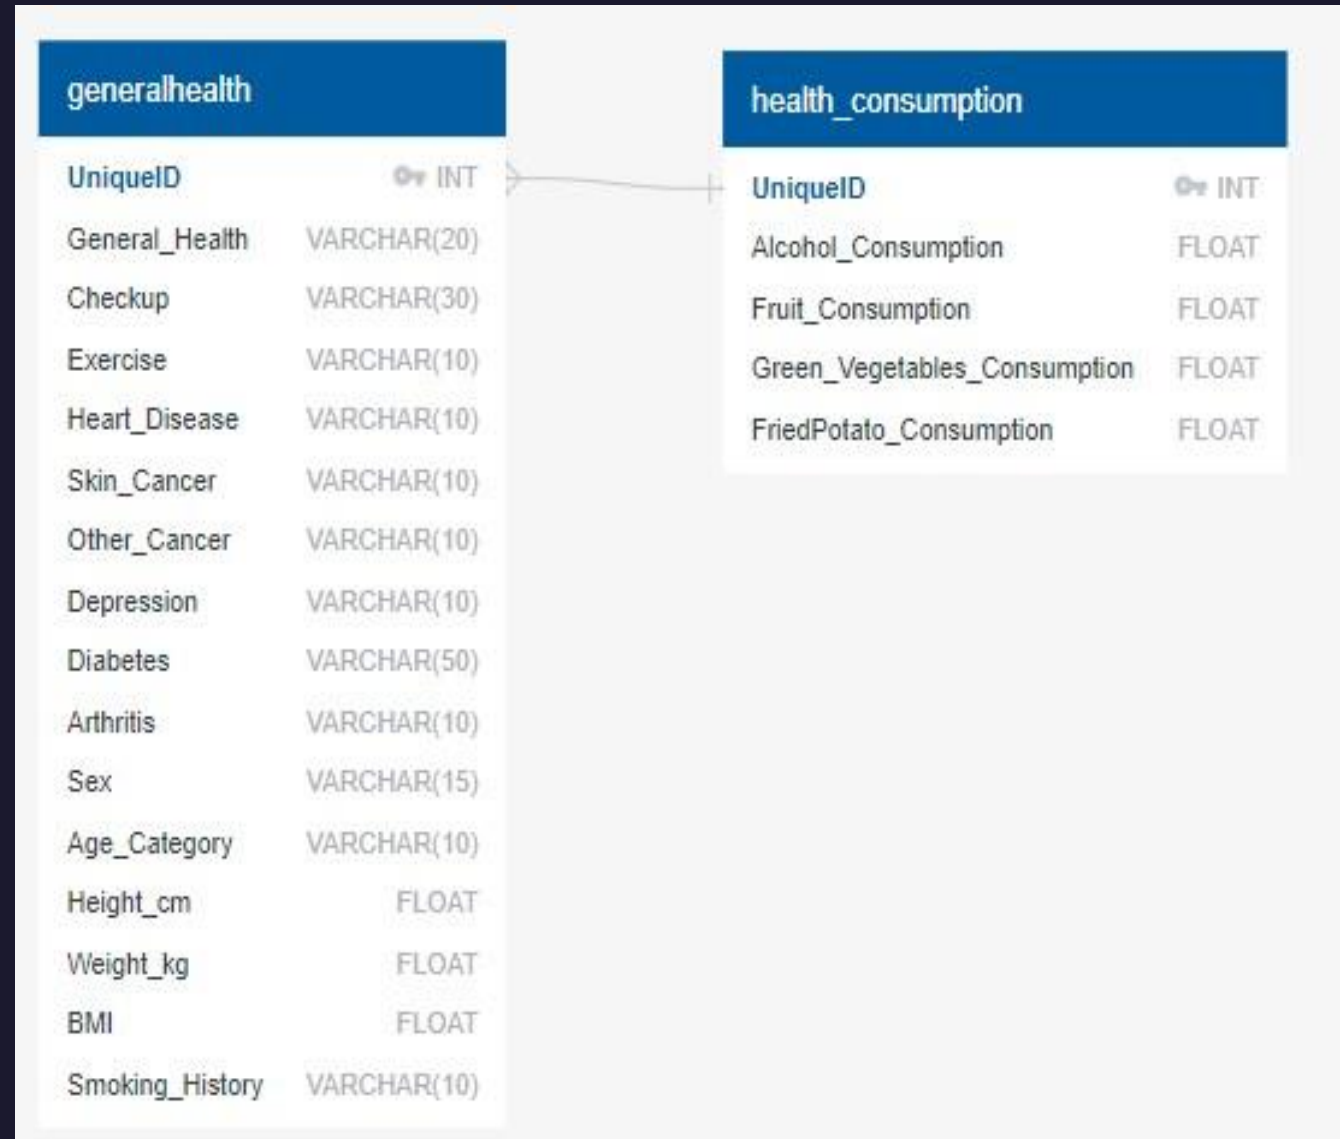 generalhealth
UniqueID INT
General_Health VARCHAR(20)
Checkup VARCHAR(30)
Exercise VARCHAR(10)
Heart_Disease VARCHAR(10)
Skin_Cancer VARCHAR(10)
Other_Cancer VARCHAR(10)
Depression VARCHAR(10)
Diabetes VARCHAR(50)
Arthritis VARCHAR(10)
Sex VARCHAR(15)
Age_Category VARCHAR(10)
Height_cm FLOAT
Weight_kg FLOAT
BMI FLOAT
Smoking_History VARCHAR(10)
health_consumption
UniqueID INT
Alcohol_Consumption FLOAT
Fruit_Consumption FLOAT
Green_Vegetables_Consumption FLOAT
FriedPotato_Consumption FLOAT